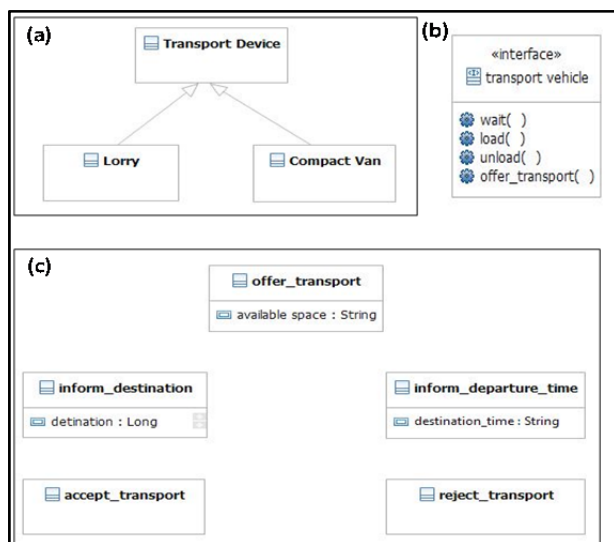 (a)
Transport Device
Lorry
Compact Van
(b)
«interface»
transport vehicle
wait( )
load( )
unload( )
offer_transport( )
(c)
offer_transport
available space : String
inform_destination
detination : Long
inform_departure_time
destination_time : String
accept_transport
reject_transport